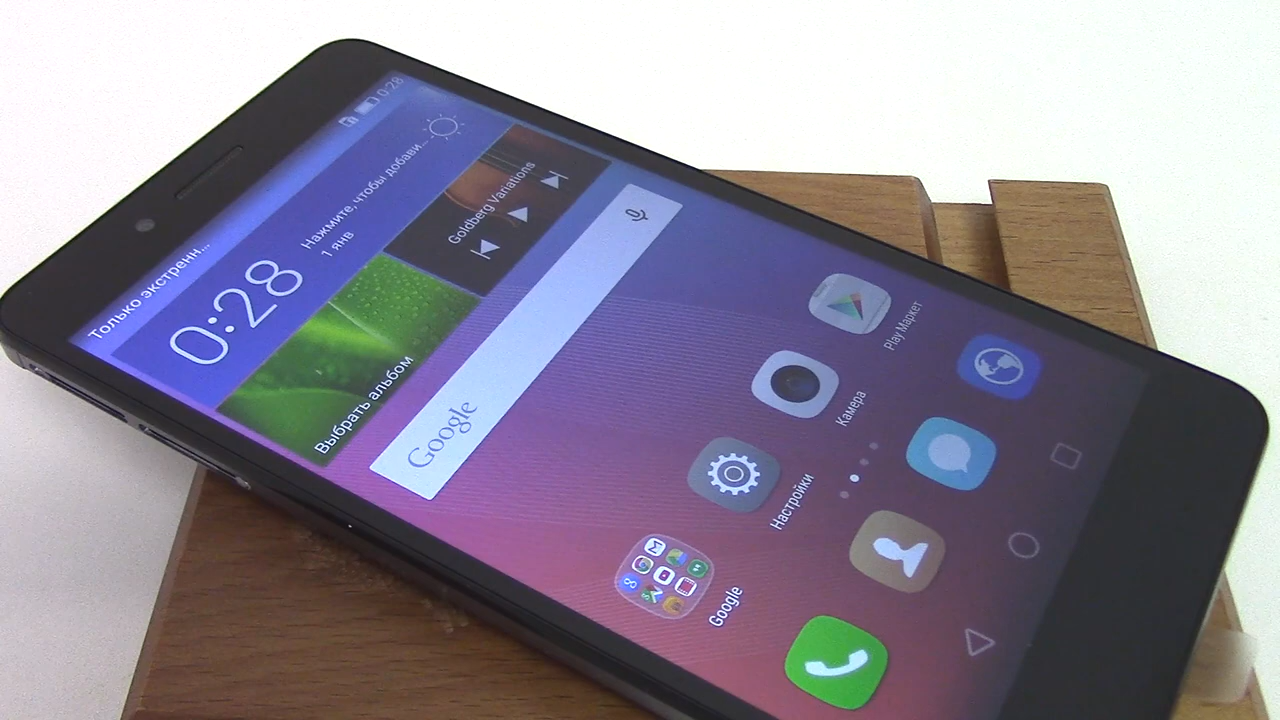 Только экстренн...
0:28
0:28
Нажмите, чтобы добави...
1 янв
Выбрать альбом
Goldberg Variations
Google
Google
Настройки
Камера
Play Маркет